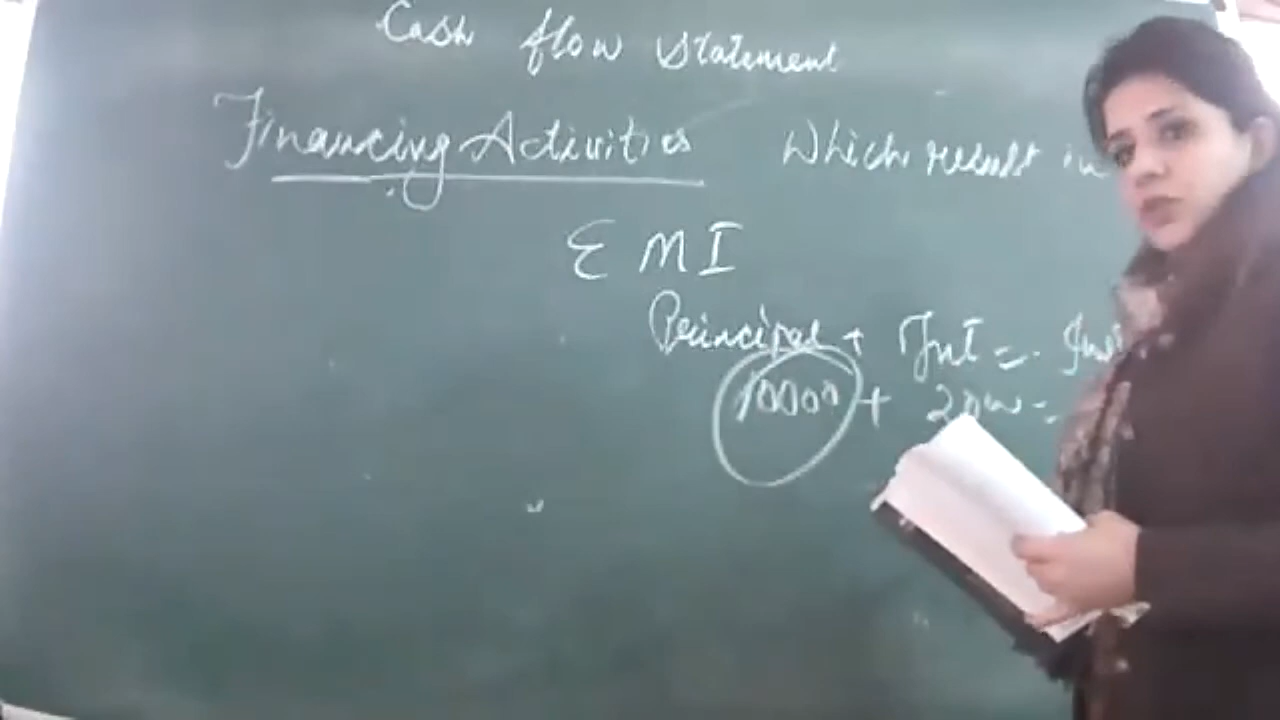 Cash flow statement
Financing Activities which result in
EMI
Principal + Int =
10000 +